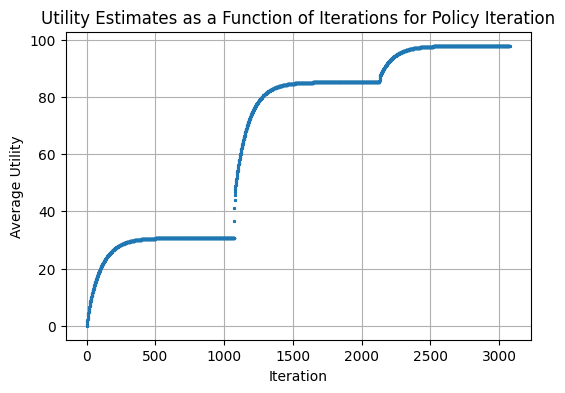 Utility Estimates as a Function of Iterations for Policy Iteration
100
80
60
40
20
0
Average Utility
0 500 1000 1500 2000 2500 3000
Iteration